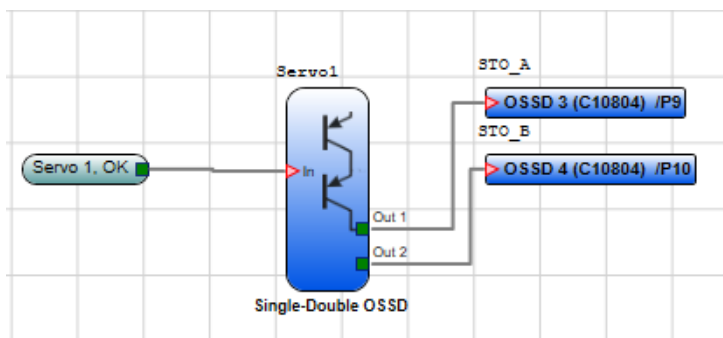 Servo1
STO_A
OSSD 3 (C10804) /P9
STO_B
Servo 1, OK
In
OSSD 4 (C10804) /P10
Out 1
Out 2
Single-Double OSSD